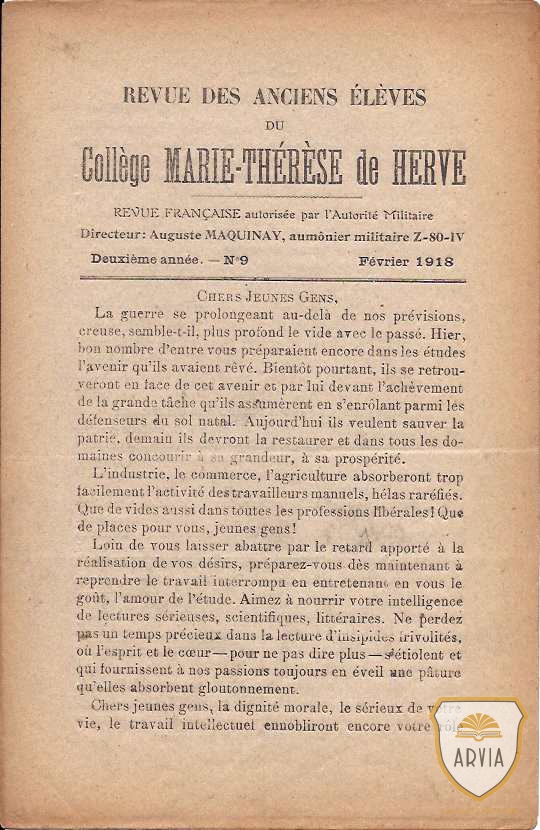 REVUE DES ANCIENS ÉLÈVES
DU
Collège MARIE-THÉRÈSE de HERVE
REVUE FRANÇAISE autorisée par l'Autorité Militaire
Directeur: Auguste MAQUINAY, aumônier militaire Z-80-IV
Deuxième année. — N° 9 Février 1918
CHERS JEUNES GENS,
La guerre se prolongeant au-delà de nos prévisions,
creuse, semble-t-il, plus profond le vide avec le passé. Hier,
bon nombre d'entre vous préparaient encore dans les études
l'avenir qu'ils avaient rêvé. Bientôt pourtant, ils se retrou-
veront en face de cet avenir et par lui devant l'achèvement
de la grande tâche qu'ils assumèrent en s'enrôlant parmi les
défenseurs du sol natal. Aujourd'hui ils veulent sauver la
patrie, demain ils devront la restaurer et dans tous les do-
maines concourir à sa grandeur, à sa prospérité.
L'industrie, le commerce, l'agriculture absorberont trop
facilement l'activité des travailleurs manuels, hélas raréfiés.
Que de vides aussi dans toutes les professions libérales! Que
de places pour vous, jeunes gens!
Loin de vous laisser abattre par le retard apporté à la
réalisation de vos désirs, préparez-vous dès maintenant à
reprendre le travail interrompu en entretenant en vous le
goût, l'amour de l'étude. Aimez à nourrir votre intelligence
de lectures sérieuses, scientifiques, littéraires. Ne perdez
pas un temps précieux dans la lecture d'insipides frivolités,
où l'esprit et le cœur — pour ne pas dire plus — s'étiolent et
qui fournissent à nos passions toujours en éveil une pâture
qu'elles absorbent gloutonnement.
Chers jeunes gens, la dignité morale, le sérieux de votre
vie, le travail intellectuel ennobliront encore votre rôle
ARVIA